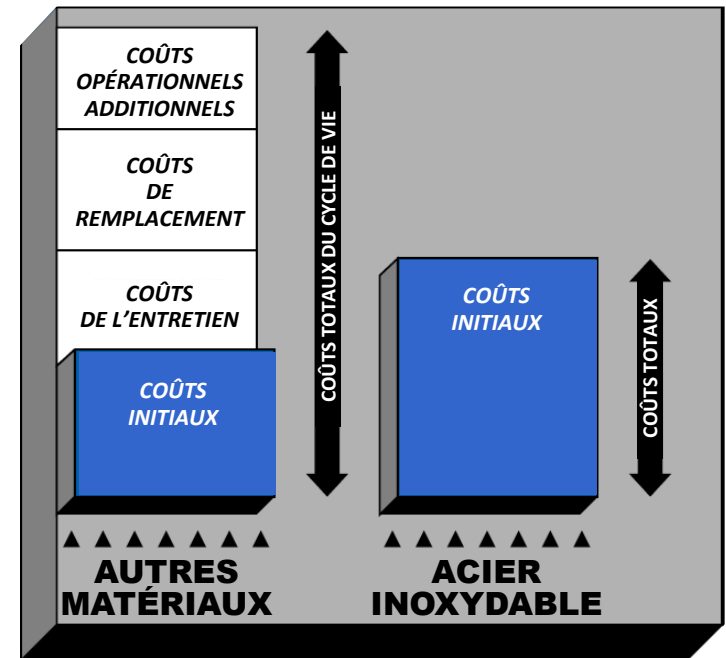 COÛTS
OPÉRATIONNELS
ADDITIONNELS
COÛTS
DE
REMPLACEMENT
COÛTS
DE L’ENTRETIEN
COÛTS
INITIAUX
COÛTS TOTAUX DU CYCLE DE VIE
COÛTS
INITIAUX
COÛTS TOTAUX
AUTRES
MATÉRIAUX
ACIER
INOXYDABLE